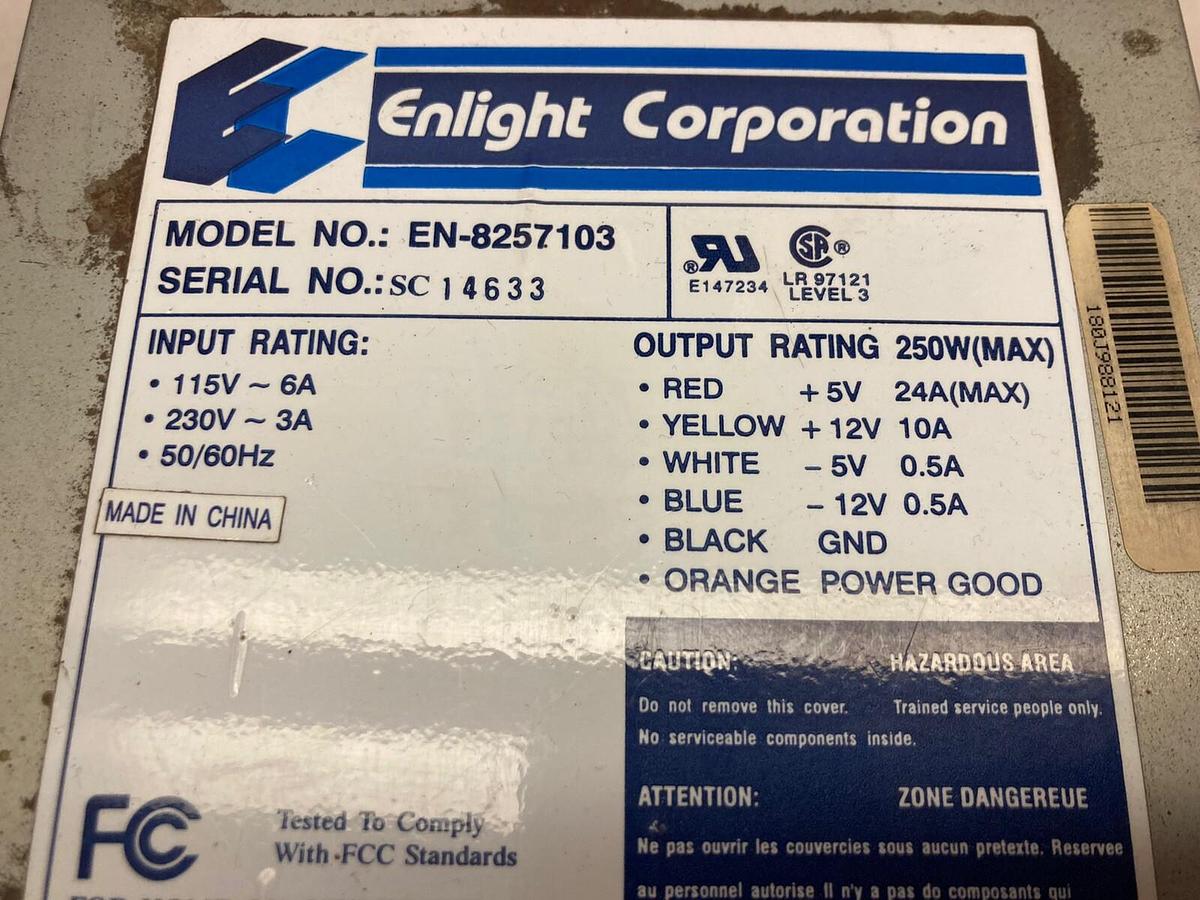 Enlight Corporation
MODEL NO.: EN-8257103
SERIAL NO.: SC 14633
E147234
LR 97121
LEVEL 3
INPUT RATING:
• 115V ~ 6A
• 230V ~ 3A
• 50/60Hz
MADE IN CHINA
OUTPUT RATING 250W(MAX)
• RED +5V 24A(MAX)
• YELLOW +12V 10A
• WHITE -5V 0.5A
• BLUE -12V 0.5A
• BLACK GND
• ORANGE POWER GOOD
180J988121
CAUTION: HAZARDOUS AREA
Do not remove this cover. Trained service people only.
No serviceable components inside.
ATTENTION: ZONE DANGEREUE
Ne pas ouvrir les couvercies sous aucun pretexte. Reservee
au personnel autorise Il n'y a pas do composants qui
FC
Tested To Comply
With FCC Standards